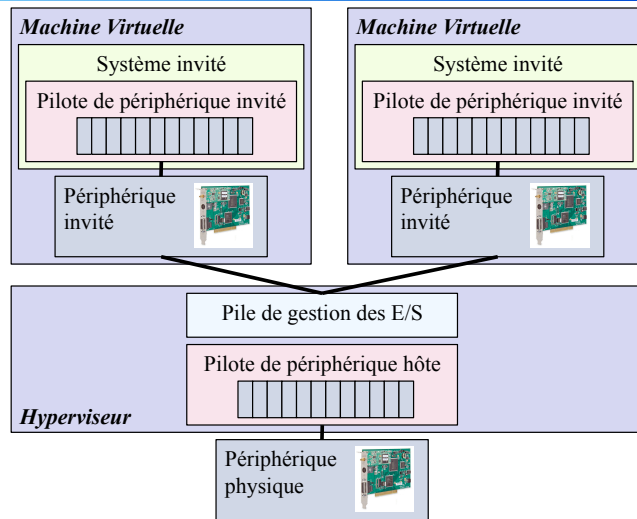 Machine Virtuelle
Système invité
Pilote de périphérique invité
Périphérique
invité
Machine Virtuelle
Système invité
Pilote de périphérique invité
Périphérique
invité
Pile de gestion des E/S
Pilote de périphérique hôte
Hyperviseur
Périphérique
physique